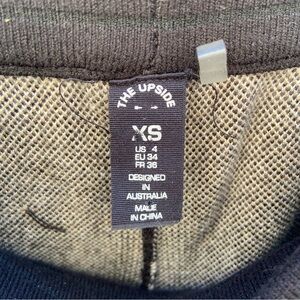 THE UPSIDE
XS
US 4
EU 34
FR 36
DESIGNED
IN
AUSTRALIA
MADE
IN CHINA